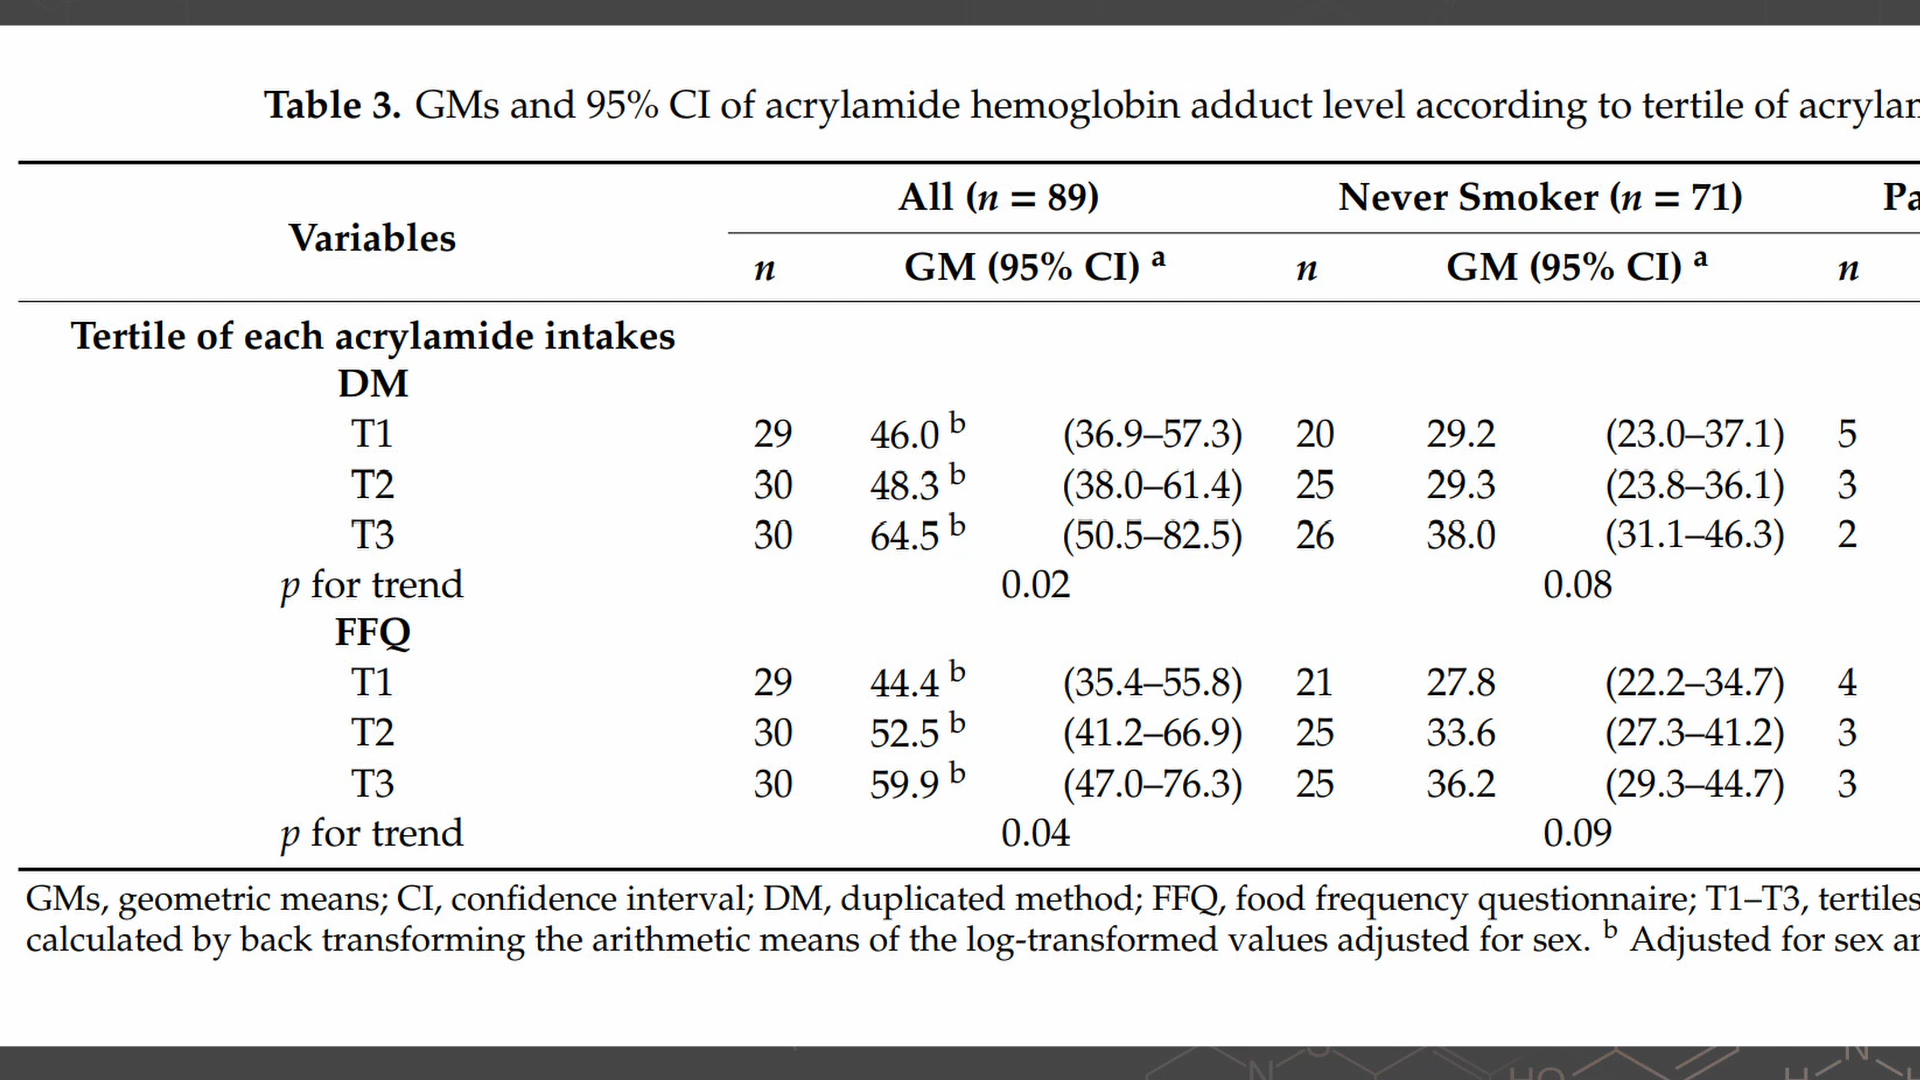 Table 3. GMs and 95% CI of acrylamide hemoglobin adduct level according to tertile of
Variables All (n = 89) Never Smoker (n = 71)
n GM (95% CI) a n GM (95% CI) a n
Tertile of each acrylamide intakes
DM
T1 29 46.0 b (36.9–57.3) 20 29.2 (23.0–37.1) 5
T2 30 48.3 b (38.0–61.4) 25 29.3 (23.8–36.1) 3
T3 30 64.5 b (50.5–82.5) 26 38.0 (31.1–46.3) 2
p for trend 0.02 0.08
FFQ
T1 29 44.4 b (35.4–55.8) 21 27.8 (22.2–34.7) 4
T2 30 52.5 b (41.2–66.9) 25 33.6 (27.3–41.2) 3
T3 30 59.9 b (47.0–76.3) 25 36.2 (29.3–44.7) 3
p for trend 0.04 0.09
GMs, geometric means; CI, confidence interval; DM, duplicated method; FFQ, food frequency questionnaire; T1–T3, tertiles
calculated by back transforming the arithmetic means of the log-transformed values adjusted for sex. b Adjusted for sex
N HO N H